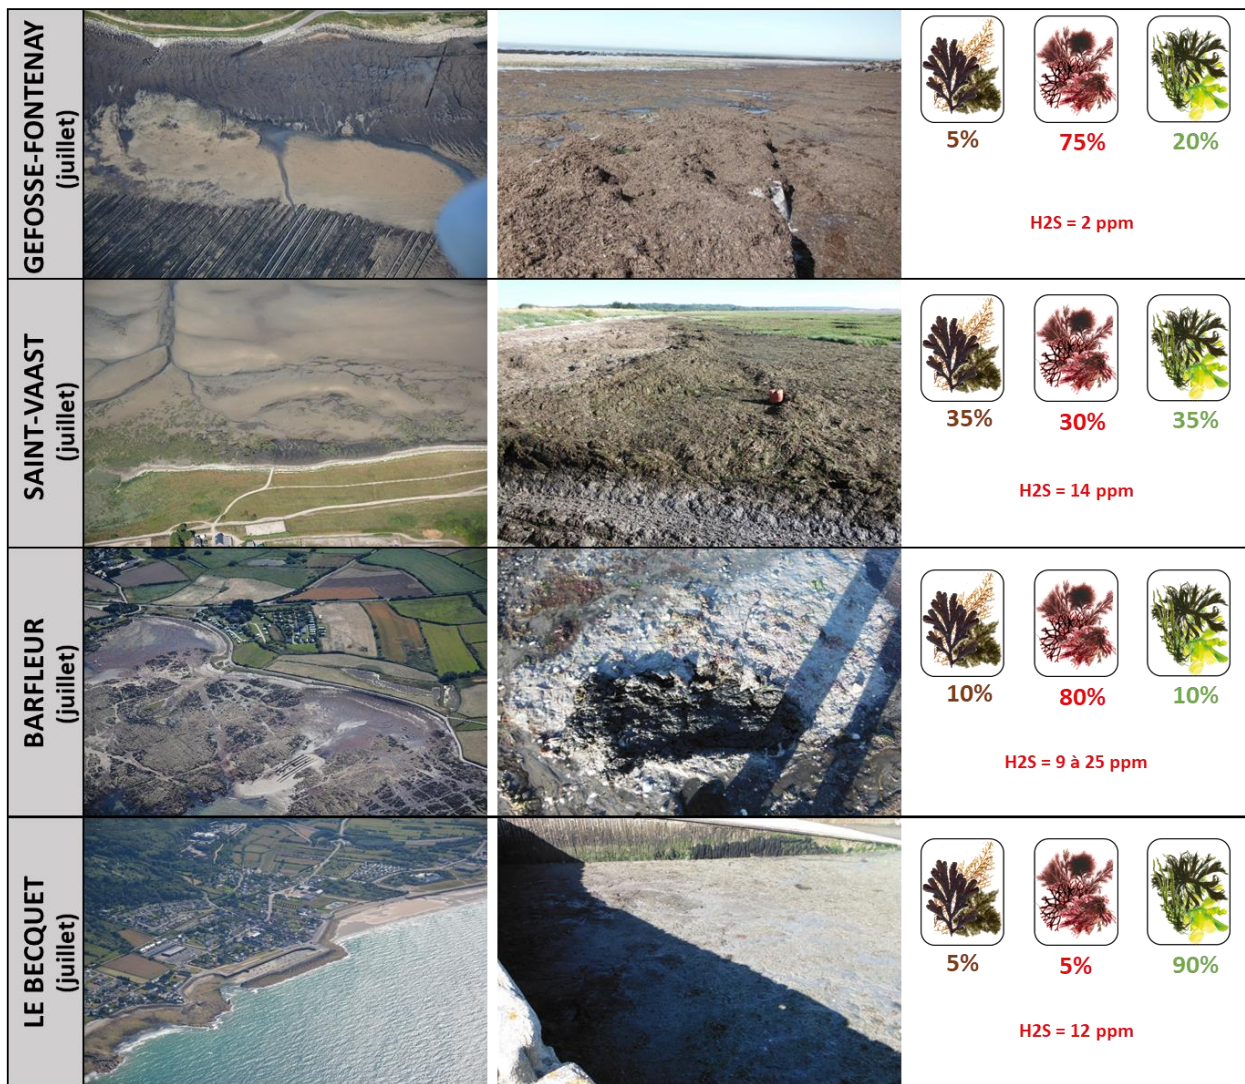 GEFOSSE-FONTENAY
(juillet)
5%
75%
20%
H2S = 2 ppm
SAINT-VAAST
(juillet)
35%
30%
35%
H2S = 14 ppm
BARFLEUR
(juillet)
10%
80%
10%
H2S = 9 à 25 ppm
LE BECQUET
(juillet)
5%
5%
90%
H2S = 12 ppm